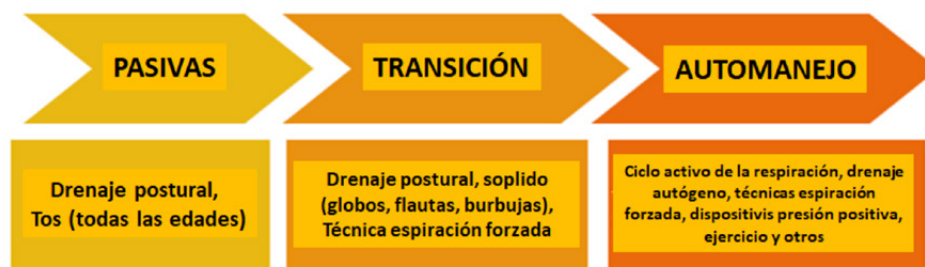 PASIVAS
TRANSICIÓN
AUTOMANEJO
Drenaje postural,
Tos (todas las edades)
Drenaje postural, soplido
(globos, flautas, burbujas),
Técnica espiración forzada
Ciclo activo de la respiración, drenaje
autógeno, técnicas espiración
forzada, dispositivis presión positiva,
ejercicio y otros